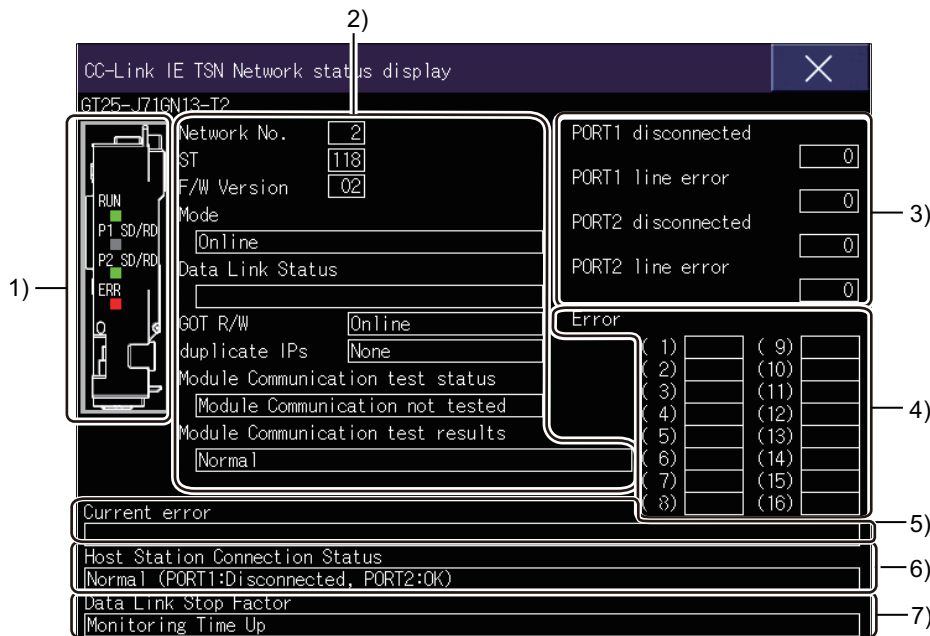 2)
CC-Link IE TSN Network status display
GT25-J71GN13-T2
Network No. 2
ST 118
F/W Version 02
Mode
Online
Data Link Status
GOT R/W Online
duplicate IPs None
Module Communication test status
Module Communication not tested
Module Communication test results
Normal
1)
RUN
P1 SD/RD
P2 SD/RD
ERR
PORT1 disconnected
0
PORT1 line error
0
PORT2 disconnected
0
PORT2 line error
0
3)
Error
( 1) ( 9)
( 2) (10)
( 3) (11)
( 4) (12)
( 5) (13)
( 6) (14)
( 7) (15)
( 8) (16)
4)
Current error
5)
Host Station Connection Status
Normal (PORT1:Disconnected, PORT2:OK)
6)
Data Link Stop Factor
Monitoring Time Up
7)